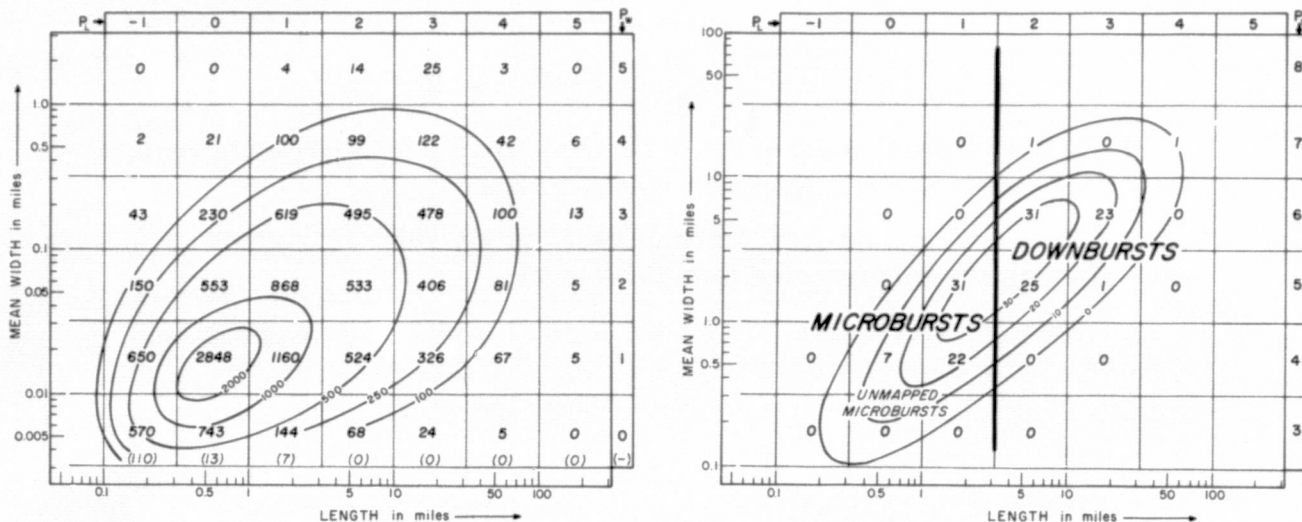 P_L → -1 0 1 2 3 4 5 P_W ↓
0 0 4 14 25 3 0 5
1.0
2 21 100 99 122 42 6 4
0.5
43 230 619 495 478 100 13 3
0.1
150 553 868 533 406 81 5 2
0.05
650 2848 1160 524 326 67 5 1
2000 1000 500 250 100
0.01
570 743 144 68 24 5 0 0
0.005
(110) (13) (7) (0) (0) (0) (0) (-)
0.1 0.5 1 5 10 50 100
MEAN WIDTH in miles →
LENGTH in miles →
P_L → -1 0 1 2 3 4 5
100
8
50
0 1 0 1 7
10
0 0 31 23 0 6
5
DOWNBURSTS
0 31 25 1 0 5
30 20 10 0
MICROBURSTS
1.0
0.5
0 7 22 0 0 4
UNMAPPED
MICROBURSTS
0 0 0 0 3
0.1
0.1 0.5 1 5 10 50 100
MEAN WIDTH in miles →
LENGTH in miles →